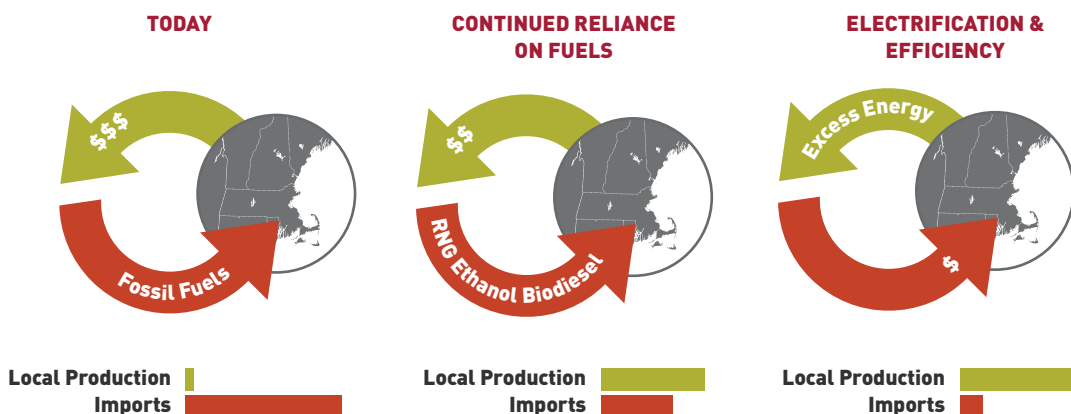 TODAY
$$$
Fossil Fuels
Local Production
Imports
CONTINUED RELIANCE
ON FUELS
$$
RNG Ethanol Biodiesel
Local Production
Imports
ELECTRIFICATION &
EFFICIENCY
Excess Energy
$
Local Production
Imports